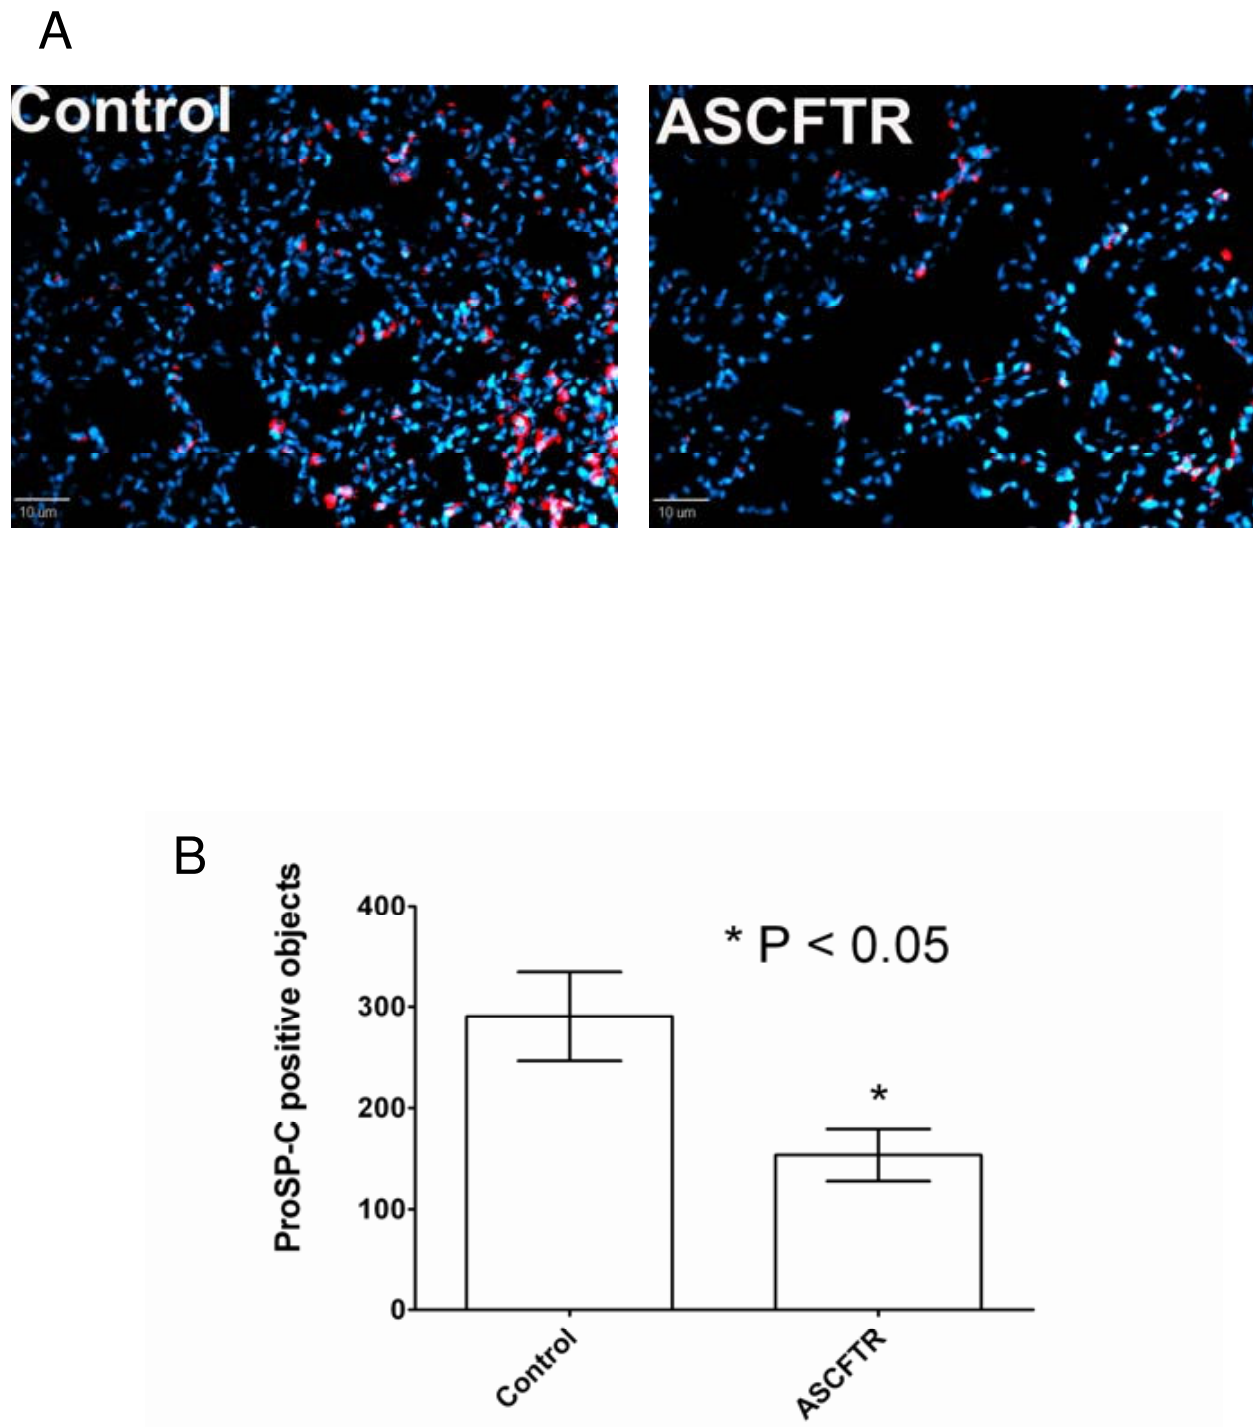 A
Control
ASCFTR
10 um
10 um
B
ProSP-C positive objects
400
* P < 0.05
300
200
*
100
0
Control
ASCFTR